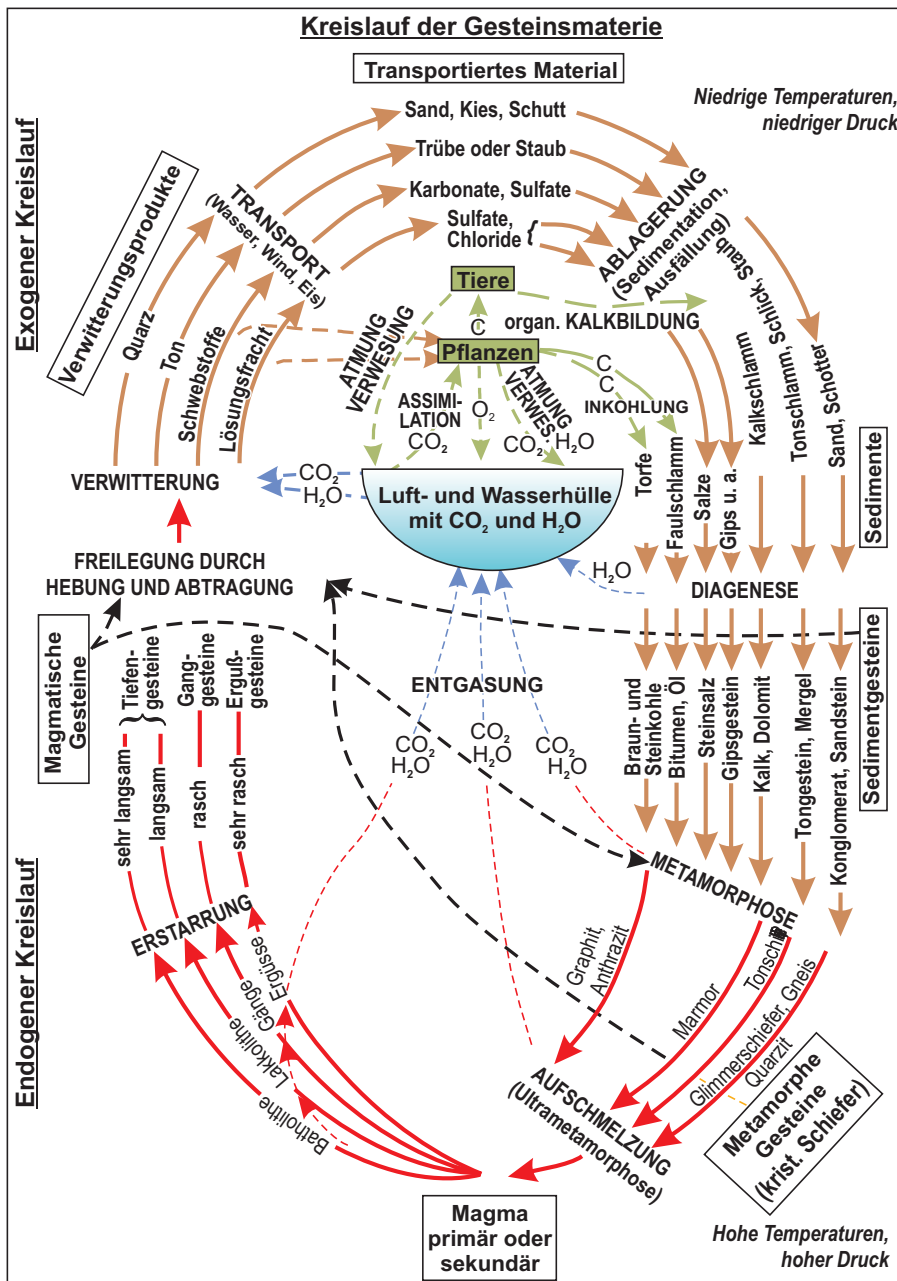 Kreislauf der Gesteinsmaterie
Transportiertes Material
Niedrige Temperaturen,
niedriger Druck
Exogener Kreislauf
Verwitterungsprodukte
Sand, Kies, Schutt
Trübe oder Staub
Karbonate, Sulfate
Sulfate,
Chloride {
TRANSPORT
(Wasser, Wind, Eis)
ABLAGERUNG
(Sedimentation,
Ausfällung)
Quarz
Ton
Schwebstoffe
Lösungsfracht
Tiere
C
organ. KALKBILDUNG
Pflanzen
ATMUNG
VERWESUNG
ASSIMI-
LATION
CO2
O2
ATMUNG
VERWES.
CO2 H2O
C
C
INKOHLUNG
Torfe
Faulschlamm
Salze
Gips u. a.
Kalkschlamm
Tonschlamm, Schlick, Staub
Sand, Schotter
Sedimente
VERWITTERUNG
CO2
H2O
Luft- und Wasserhülle
mit CO2 und H2O
FREILEGUNG DURCH
HEBUNG UND ABTRAGUNG
H2O
DIAGENESE
Magmatische
Gesteine
Tiefen-
gesteine
Gang-
gesteine
Erguß-
gesteine
sehr langsam
langsam
rasch
sehr rasch
ENTGASUNG
CO2
H2O
CO2
H2O
CO2
H2O
Braun- und
Steinkohle
Bitumen, Öl
Steinsalz
Gipsgestein
Kalk, Dolomit
Tongestein, Mergel
Konglomerat, Sandstein
Sedimentgesteine
Endogener Kreislauf
ERSTARRUNG
METAMORPHOSE
Ergüsse
Gänge
Lakkolithe
Batholithe
Graphit,
Anthrazit
Marmor
Glimmerschiefer, Gneis
Quarzit
AUFSCHMELZUNG
(Ultrametamorphose)
Metamorphe
Gesteine
(krist. Schiefer)
Magma
primär oder
sekundär
Hohe Temperaturen,
hoher Druck